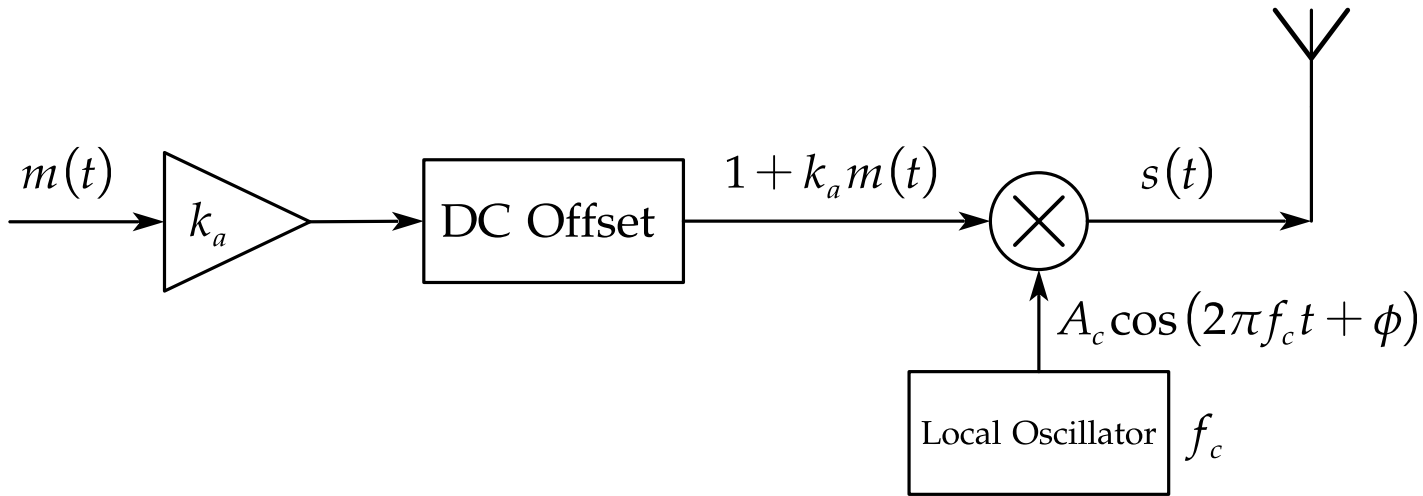 m(t)
k_a
DC Offset
1 + k_a m(t)
s(t)
A_c cos(2πf_c t + ϕ)
Local Oscillator
f_c